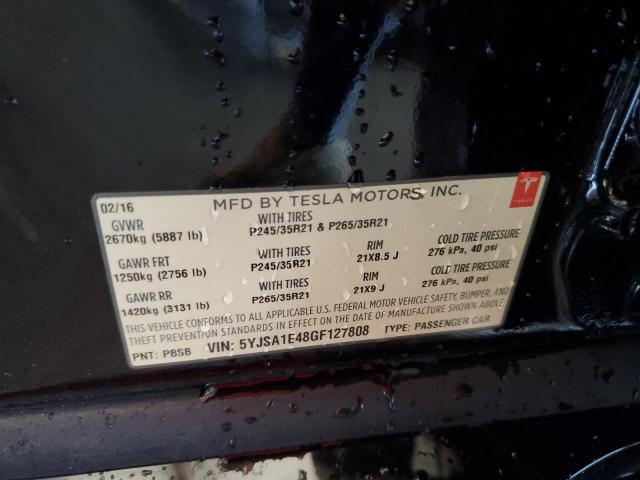 02/16 MFD BY TESLA MOTORS, INC. TESLA
GVWR WITH TIRES
2670kg (5887 lb) P245/35R21 & P265/35R21
GAWR FRT WITH TIRES RIM COLD TIRE PRESSURE
1250kg (2756 lb) P245/35R21 21X8.5 J 276 kPa, 40 psi
GAWR RR WITH TIRES RIM COLD TIRE PRESSURE
1420kg (3131 lb) P265/35R21 21X9 J 276 kPa, 40 psi
THIS VEHICLE CONFORMS TO ALL APPLICABLE U.S. FEDERAL MOTOR VEHICLE SAFETY, BUMPER, AND
THEFT PREVENTION STANDARDS IN EFFECT ON THE DATE OF MANUFACTURE SHOWN ABOVE.
PNT: PBSB VIN: 5YJSA1E48GF127808 TYPE: PASSENGER CAR